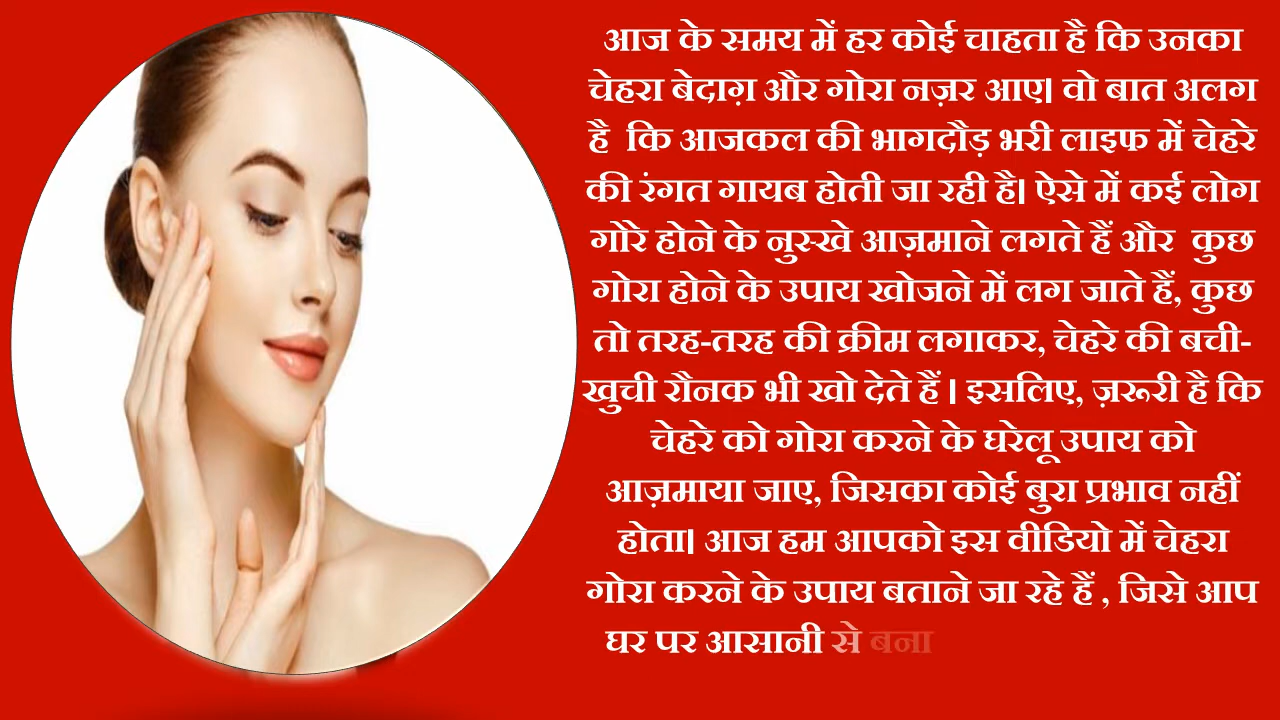 आज के समय में हर कोई चाहता है कि उनका
चेहरा बेदाग़ और गोरा नज़र आए। वो बात अलग
है कि आजकल की भागदौड़ भरी लाइफ में चेहरे
की रंगत गायब होती जा रही है। ऐसे में कई लोग
गोरे होने के नुस्खे आज़माने लगते हैं और कुछ
गोरा होने के उपाय खोजने में लग जाते हैं, कुछ
तो तरह-तरह की क्रीम लगाकर, चेहरे की बची-
खुची रौनक भी खो देते हैं । इसलिए, ज़रूरी है कि
चेहरे को गोरा करने के घरेलू उपाय को
आज़माया जाए, जिसका कोई बुरा प्रभाव नहीं
होता। आज हम आपको इस वीडियो में चेहरा
गोरा करने के उपाय बताने जा रहे हैं , जिसे आप
घर पर आसानी से बना